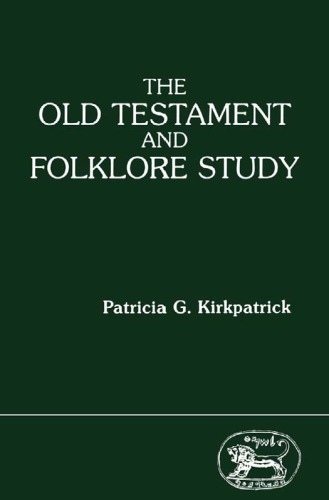 THE
OLD TESTAMENT
AND
FOLKLORE STUDY
Patricia G. Kirkpatrick